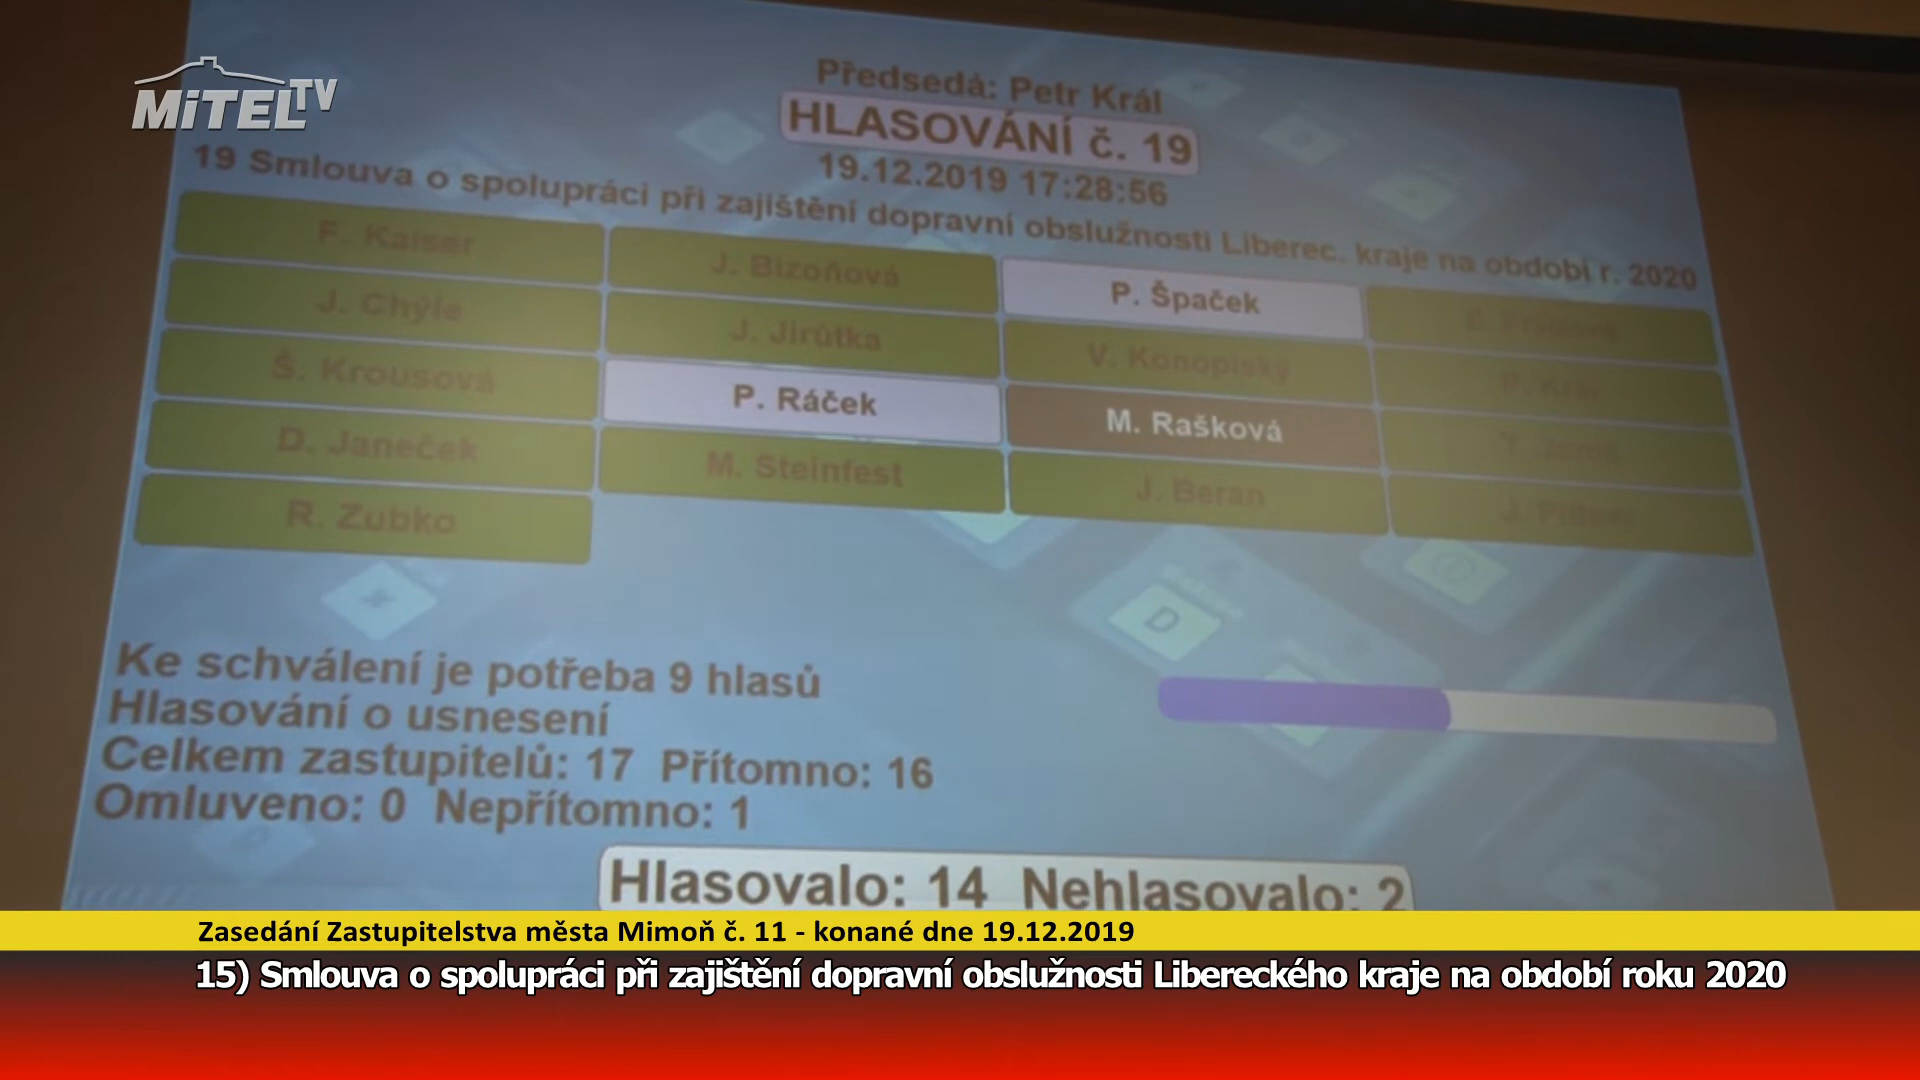 MiTEL TV
Předsedá: Petr Král
HLASOVÁNÍ č. 19
19.12.2019 17:28:56
19 Smlouva o spolupráci při zajištění dopravní obslužnosti Liberec. kraje na období r. 2020
F. Kaiser J. Bizoňová P. Špaček
J. Chýle J. Jirůtka V. Konopiský P. Král
Š. Krousová P. Ráček M. Rašková
D. Janeček M. Steinfest J. Beran J.
R. Zubko
D
Ke schválení je potřeba 9 hlasů
Hlasování o usnesení
Celkem zastupitelů: 17 Přítomno: 16
Omluveno: 0 Nepřítomno: 1
Hlasovalo: 14 Nehlasovalo: 2
Zasedání Zastupitelstva města Mimoň č. 11 - konané dne 19.12.2019
15) Smlouva o spolupráci při zajištění dopravní obslužnosti Libereckého kraje na období roku 2020